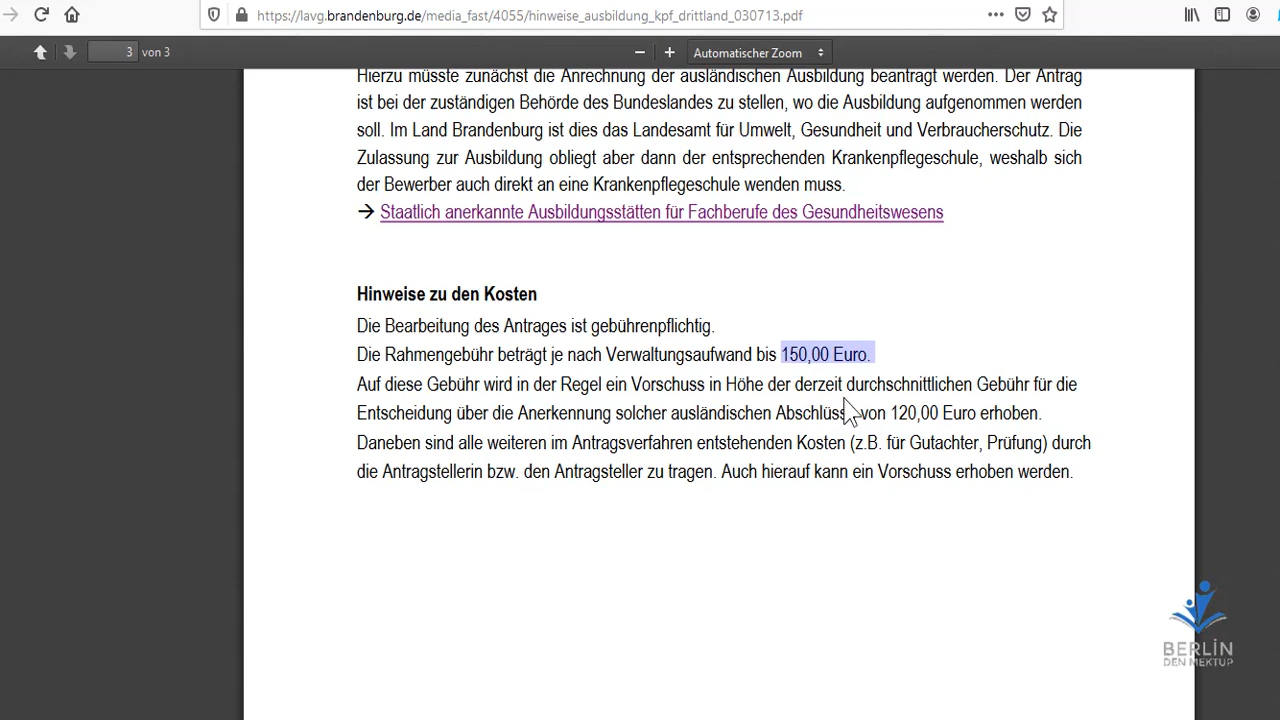 https://lavg.brandenburg.de/media_fast/4055/hinweise_ausbildung_kpf_drittland_030713.pdf
3 von 3
Automatischer Zoom
Hierzu müsste zunächst die Anrechnung der ausländischen Ausbildung beantragt werden. Der Antrag
ist bei der zuständigen Behörde des Bundeslandes zu stellen, wo die Ausbildung aufgenommen werden
soll. Im Land Brandenburg ist dies das Landesamt für Umwelt, Gesundheit und Verbraucherschutz. Die
Zulassung zur Ausbildung obliegt aber dann der entsprechenden Krankenpflegeschule, weshalb sich
der Bewerber auch direkt an eine Krankenpflegeschule wenden muss.
→ Staatlich anerkannte Ausbildungsstätten für Fachberufe des Gesundheitswesens
Hinweise zu den Kosten
Die Bearbeitung des Antrages ist gebührenpflichtig.
Die Rahmengebühr beträgt je nach Verwaltungsaufwand bis 150,00 Euro.
Auf diese Gebühr wird in der Regel ein Vorschuss in Höhe der derzeit durchschnittlichen Gebühr für die
Entscheidung über die Anerkennung solcher ausländischen Abschlüsse von 120,00 Euro erhoben.
Daneben sind alle weiteren im Antragsverfahren entstehenden Kosten (z.B. für Gutachter, Prüfung) durch
die Antragstellerin bzw. den Antragsteller zu tragen. Auch hierauf kann ein Vorschuss erhoben werden.
BERLİN
DEN MEKTUP